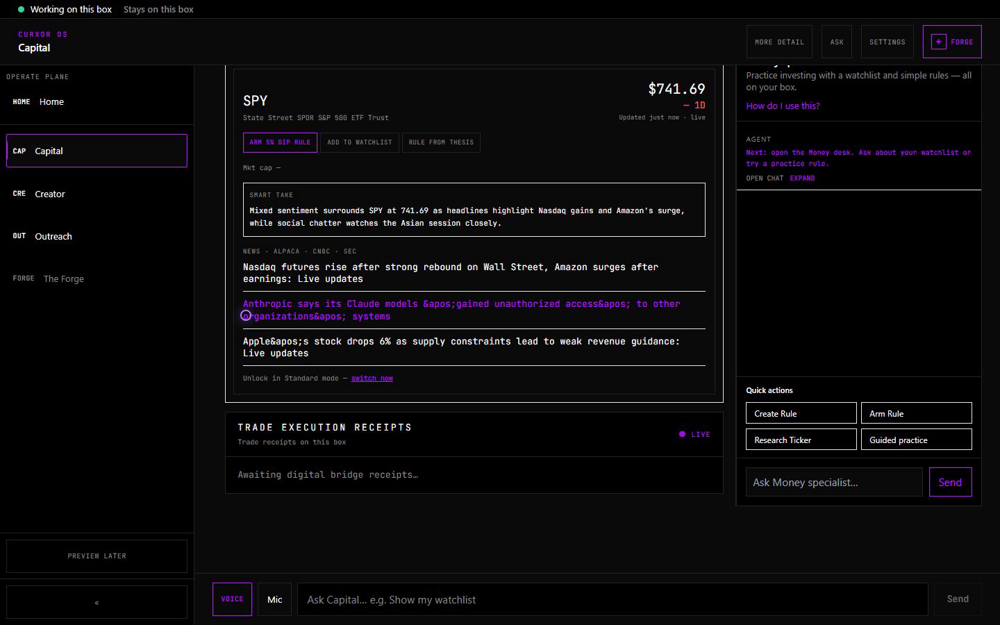 Working on this box Stays on this box
CURXOR OS
Capital
MORE DETAIL
ASK
SETTINGS
+ FORGE
OPERATE PLANE
HOME Home
CAP Capital
CRE Creator
OUT Outreach
FORGE The Forge
PREVIEW LATER
«
SPY
State Street SPDR S&P 500 ETF Trust
$741.69
— 1D
Updated just now · live
ARM 5% DIP RULE
ADD TO WATCHLIST
RULE FROM THESIS
Mkt cap —
SMART TAKE
Mixed sentiment surrounds SPY at 741.69 as headlines highlight Nasdaq gains and Amazon's surge,
while social chatter watches the Asian session closely.
NEWS · ALPACA · CNBC · SEC
Nasdaq futures rise after strong rebound on Wall Street, Amazon surges after
earnings: Live updates
Anthropic says its Claude models &apos;gained unauthorized access&apos; to other
organizations&apos; systems
Apple&apos;s stock drops 6% as supply constraints lead to weak revenue guidance:
Live updates
Unlock in Standard mode — switch now
TRADE EXECUTION RECEIPTS
Trade receipts on this box
LIVE
Awaiting digital bridge receipts…
Practice investing with a watchlist and simple rules — all
on your box.
How do I use this?
AGENT
Next: open the Money desk. Ask about your watchlist or
try a practice rule.
OPEN CHAT EXPAND
Quick actions
Create Rule
Arm Rule
Research Ticker
Guided practice
Ask Money specialist...
Send
VOICE
Mic
Ask Capital... e.g. Show my watchlist
Send